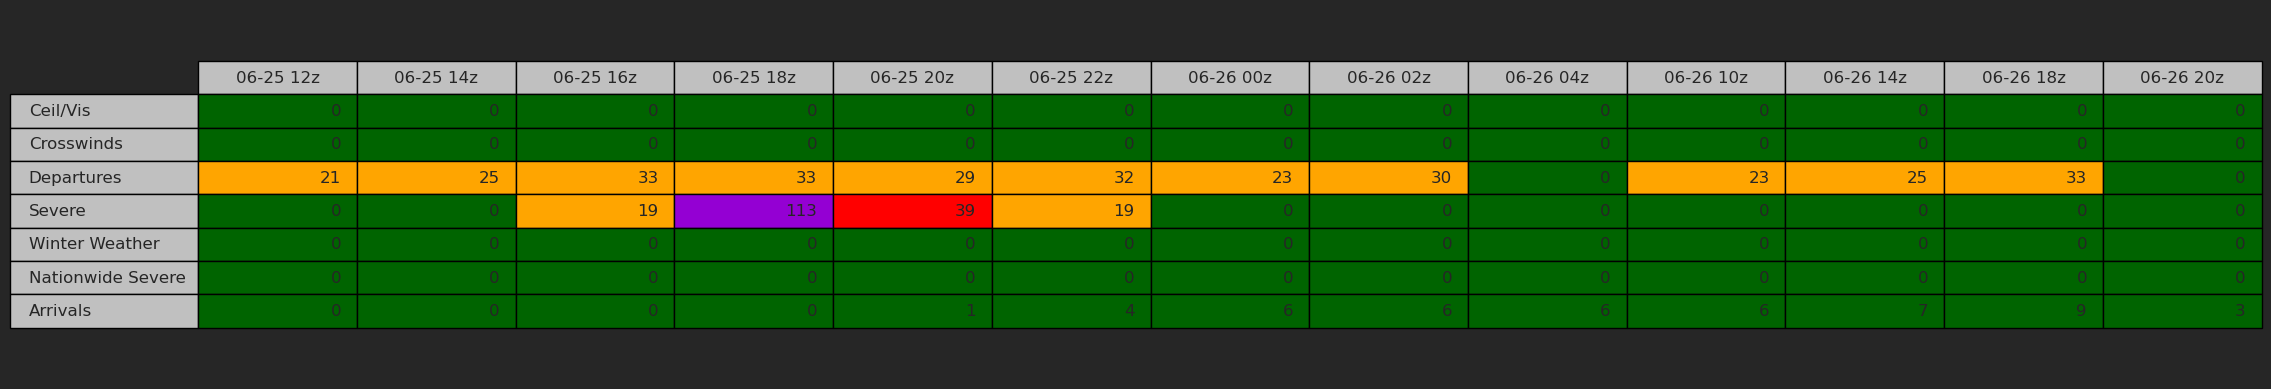 06-25 12z 06-25 14z 06-25 16z 06-25 18z 06-25 20z 06-25 22z 06-26 00z 06-26 02z 06-26 04z 06-26 10z 06-26 14z 06-26 18z 06-26 20z
Ceil/Vis 0 0 0 0 0 0 0 0 0 0 0 0 0
Crosswinds 0 0 0 0 0 0 0 0 0 0 0 0 0
Departures 21 25 33 33 29 32 23 30 0 23 25 33 0
Severe 0 0 19 113 39 19 0 0 0 0 0 0 0
Winter Weather 0 0 0 0 0 0 0 0 0 0 0 0 0
Nationwide Severe 0 0 0 0 0 0 0 0 0 0 0 0 0
Arrivals 0 0 0 0 1 4 6 6 6 6 7 9 3